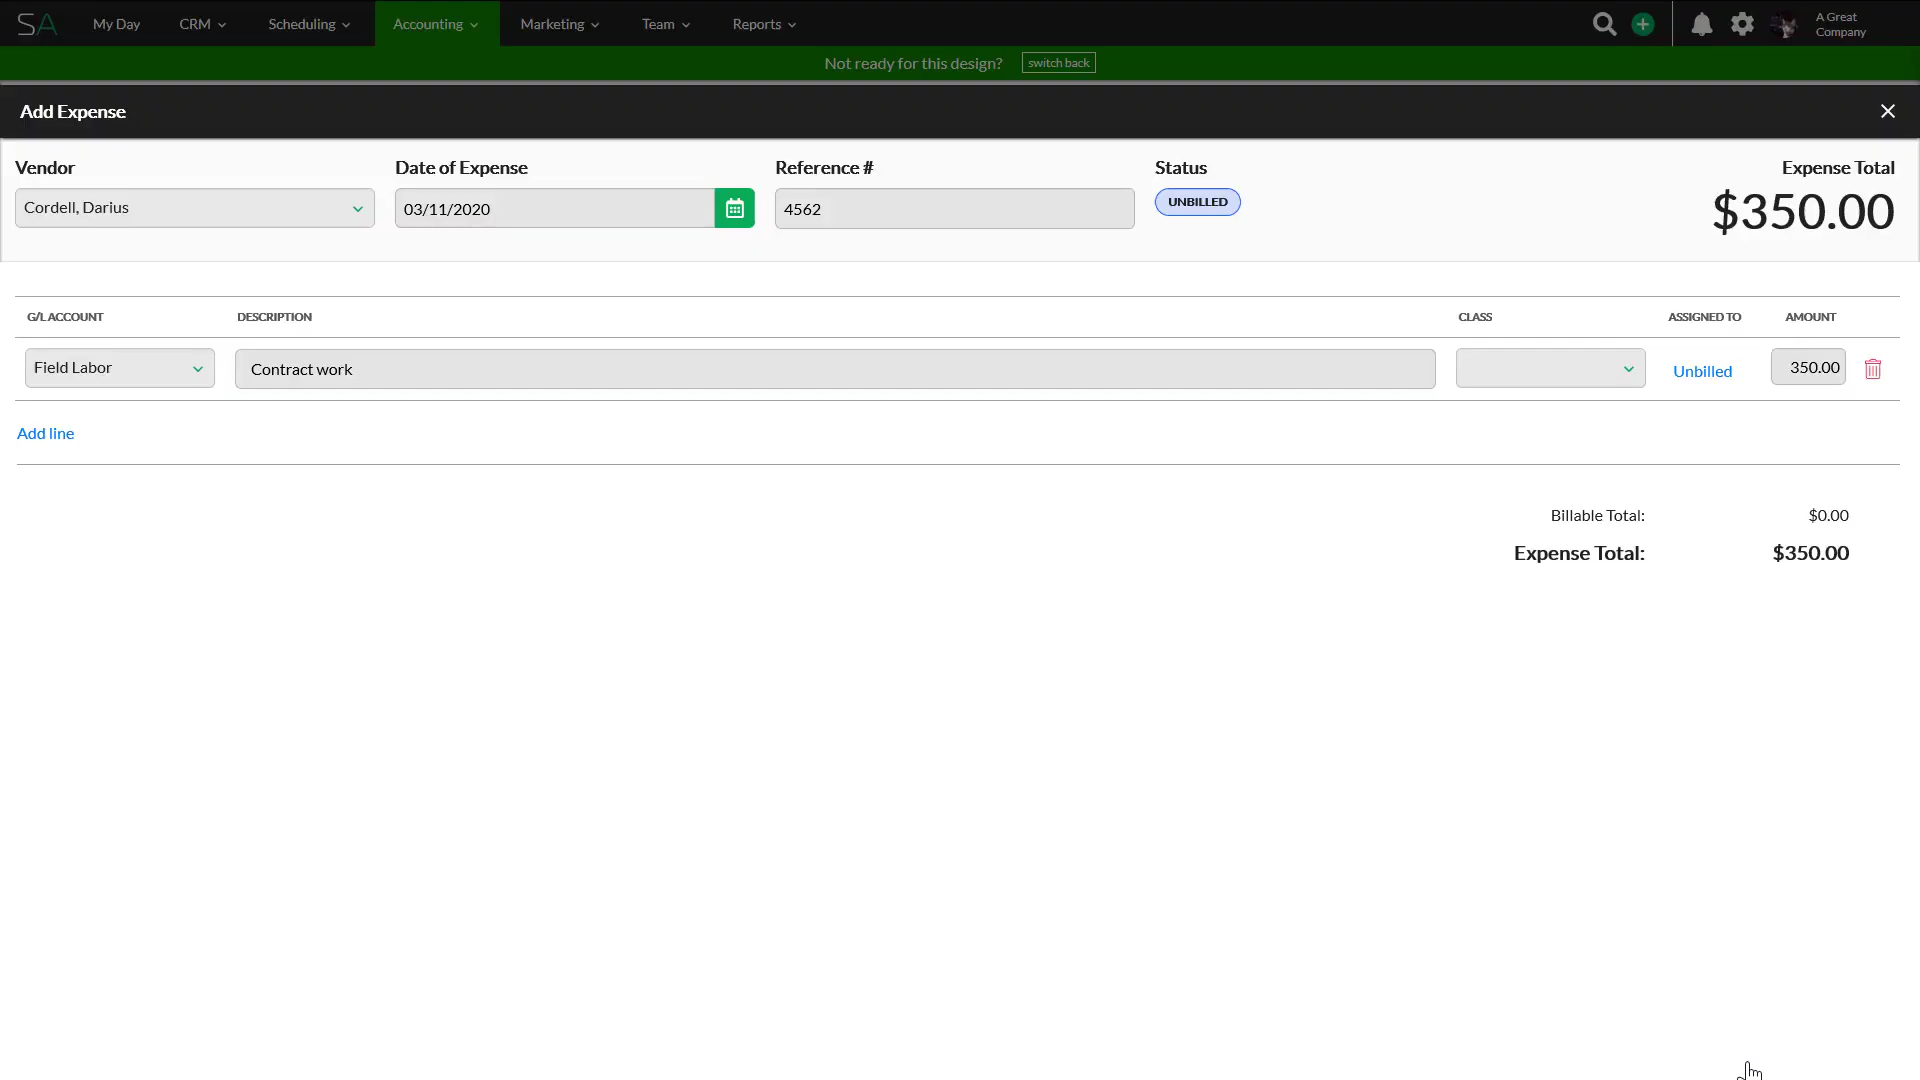 SA My Day CRM Scheduling Accounting Marketing Team Reports A Great Company
Not ready for this design? switch back
Add Expense
Vendor Date of Expense Reference # Status Expense Total
Cordell, Darius 03/11/2020 4562 UNBILLED $350.00
G/L ACCOUNT DESCRIPTION CLASS ASSIGNED TO AMOUNT
Field Labor Contract work Unbilled 350.00
Add line
Billable Total: $0.00
Expense Total: $350.00